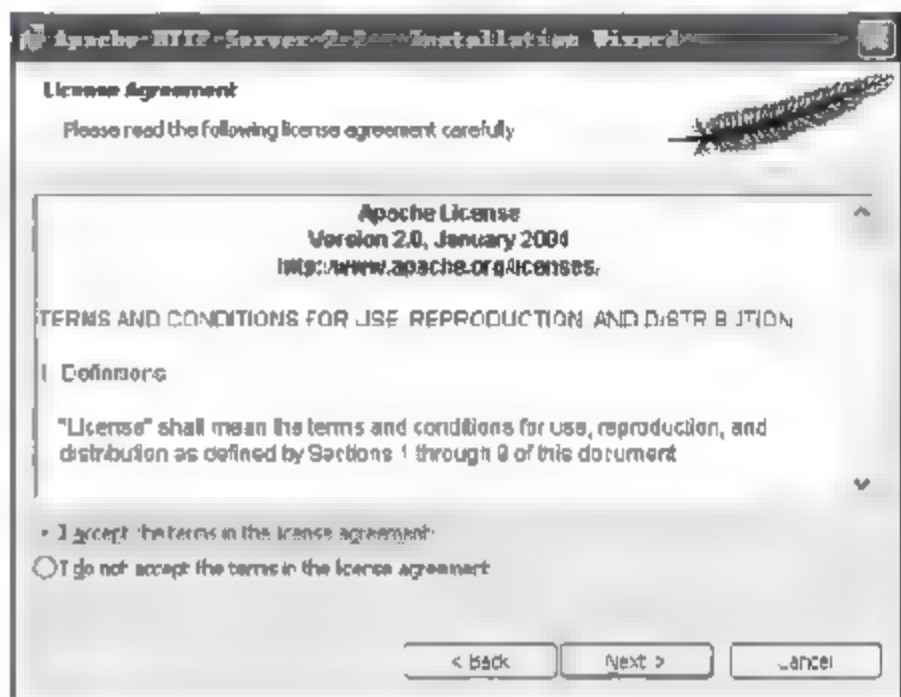 Apache HTTP Server 2.2 - Installation Wizard
License Agreement
Please read the following license agreement carefully
Apache License
Version 2.0, January 2004
http://www.apache.org/licenses/
TERMS AND CONDITIONS FOR USE REPRODUCTION AND DISTRIBUTION
1 Definitions
"License" shall mean the terms and conditions for use, reproduction, and
distribution as defined by Sections 1 through 9 of this document
I accept the terms in the license agreement
I do not accept the terms in the license agreement
< Back
Next >
Cancel